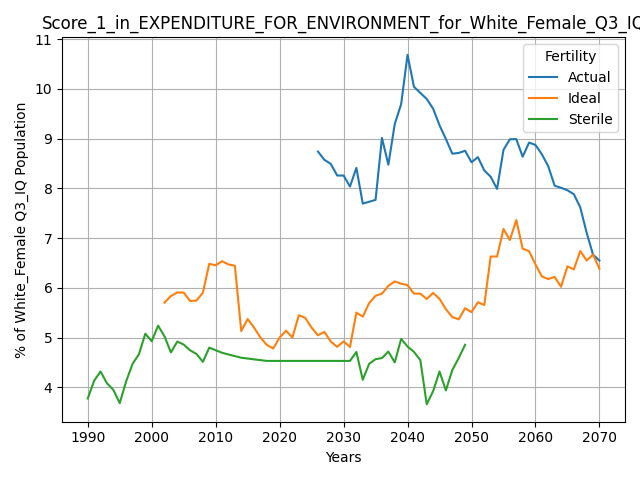 Score_1_in_EXPENDITURE_FOR_ENVIRONMENT_for_White_Female_Q3_IQ
Fertility
Actual
Ideal
Sterile
% of White_Female Q3_IQ Population
11
10
9
8
7
6
5
4
1990 2000 2010 2020 2030 2040 2050 2060 2070
Years